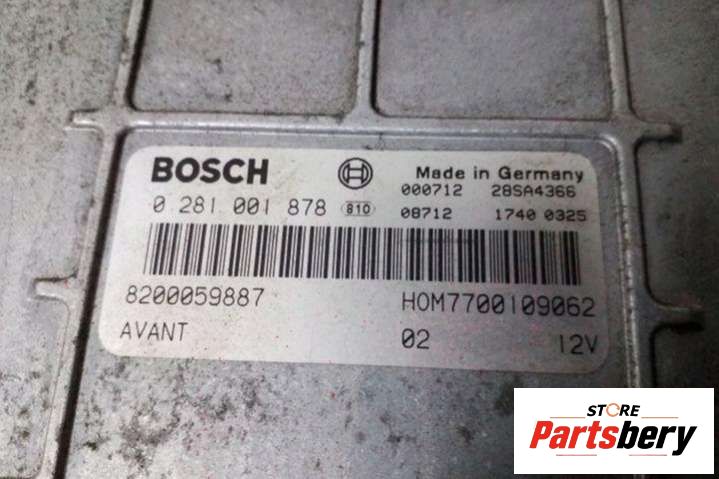 BOSCH
Made in Germany
000712 28SA4366
0 281 001 878 810 08712 1740 0325
8200059887 HOM7700109062
AVANT 02 12V
STORE
Partsbery